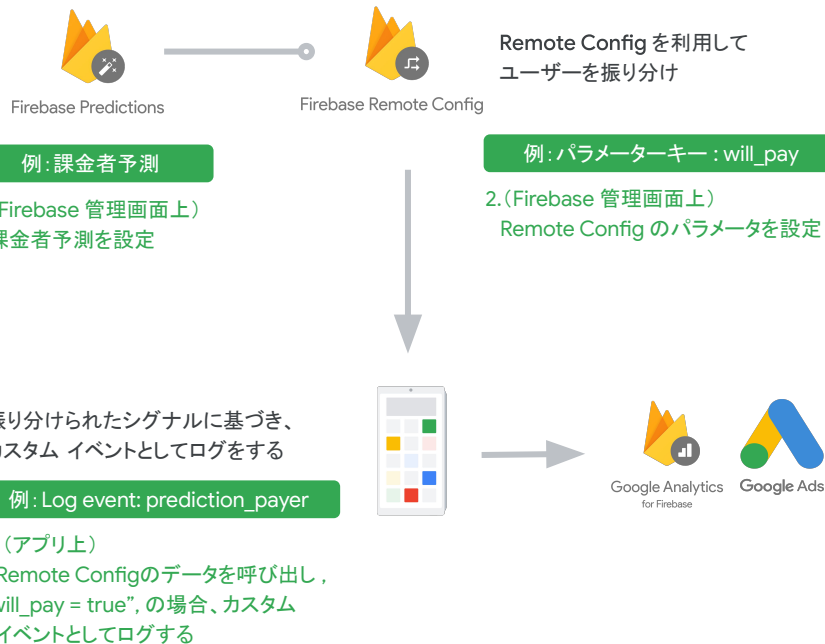 Remote Config を利用して
ユーザーを振り分け
Firebase Predictions
Firebase Remote Config
例：課金者予測
例：パラメーターキー：will_pay
Firebase 管理画面上）
課金者予測を設定
2.（Firebase 管理画面上）
Remote Config のパラメータを設定
振り分けられたシグナルに基づき、
カスタム イベントとしてログをする
例：Log event: prediction_payer
（アプリ上）
Remote Configのデータを呼び出し，
will_pay = true”，の場合、カスタム
イベントとしてログする
Google Analytics
for Firebase
Google Ads